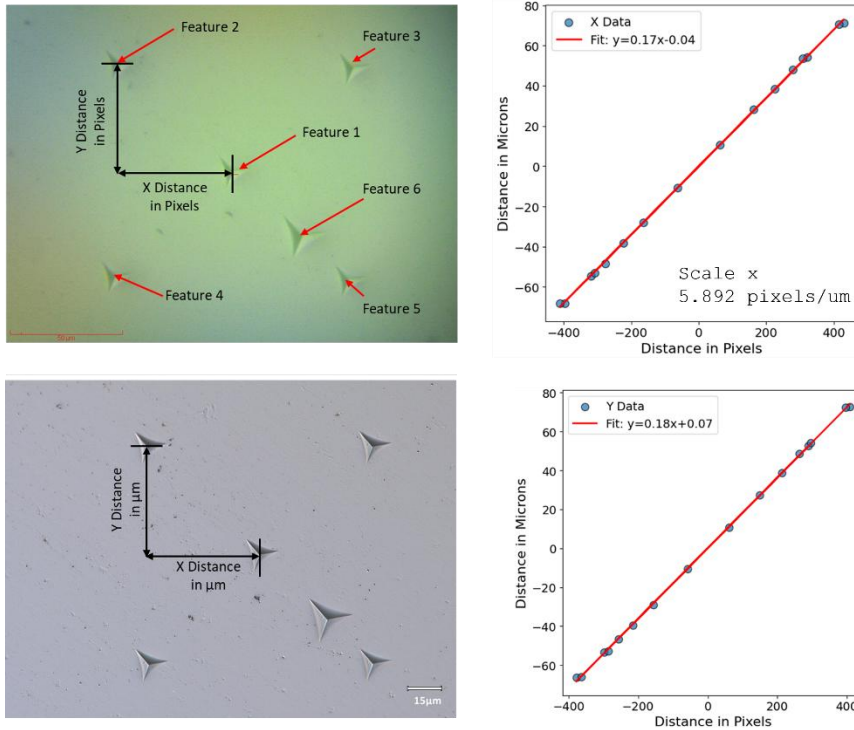 Feature 2
Feature 3
Y Distance
in Pixels
Feature 1
X Distance
in Pixels
Feature 6
Feature 4
Feature 5
50μm
80
60
40
20
0
−20
−40
−60
Distance in Microns
X Data
Fit: y=0.17x-0.04
Scale x
5.892 pixels/um
−400
−200
0
200
400
Distance in Pixels
Y Distance
in μm
X Distance
in μm
15μm
80
60
40
20
0
−20
−40
−60
Distance in Microns
Y Data
Fit: y=0.18x+0.07
−400
−200
0
200
400
Distance in Pixels